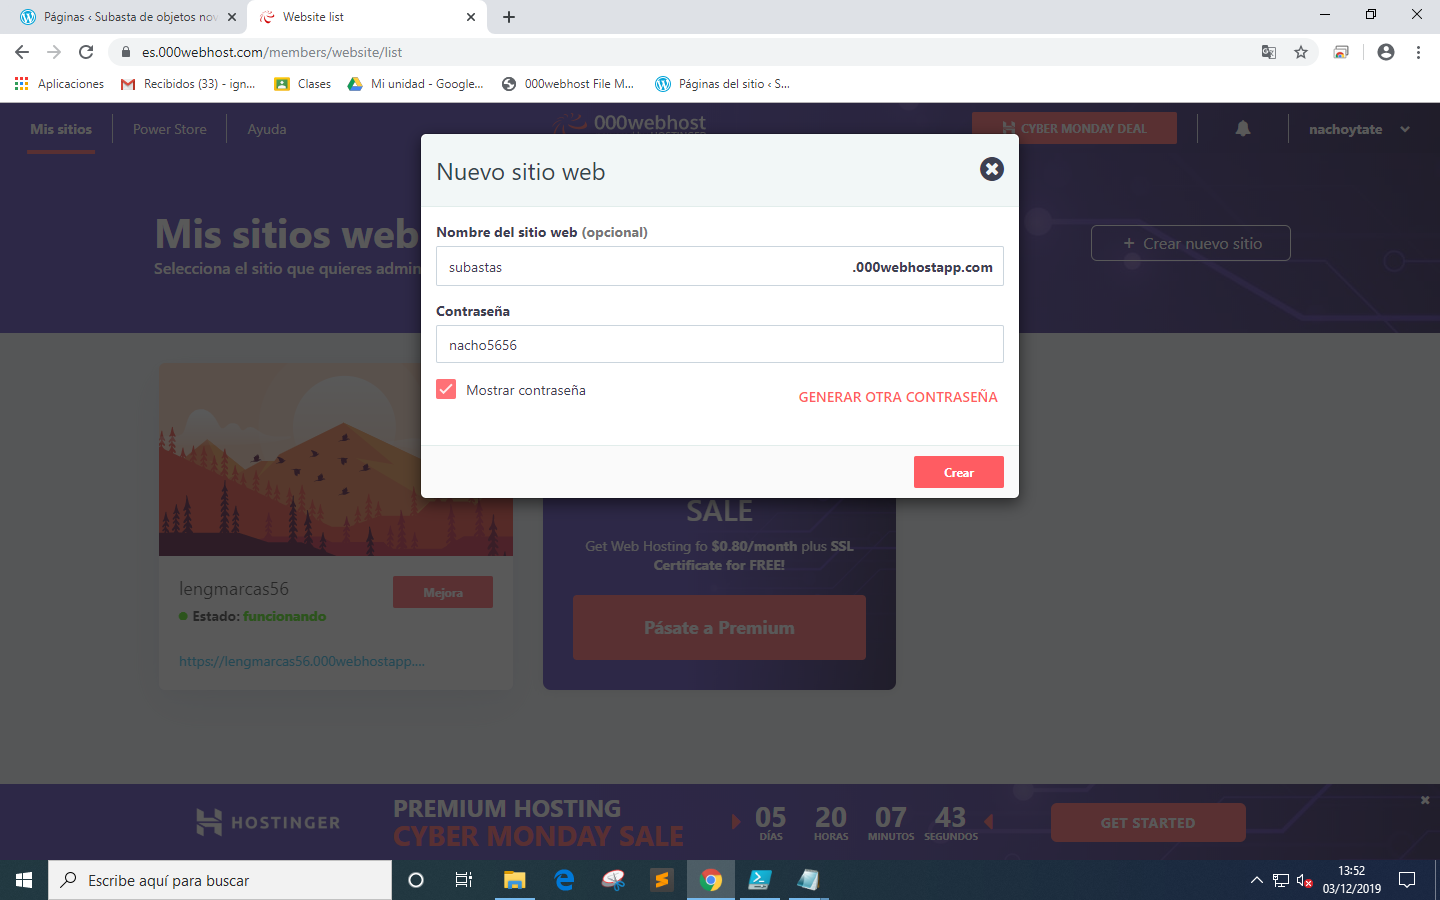 Páginas ‹ Subasta de objetos nov
Website list
es.000webhost.com/members/website/list
Aplicaciones
Recibidos (33) - ign...
Clases
Mi unidad - Google...
000webhost File M...
Páginas del sitio ‹ S...
Mis sitios
Power Store
Ayuda
000webhost
CYBER MONDAY DEAL
nachoytate
Nuevo sitio web
Mis sitios web
Selecciona el sitio que quieres admin
+ Crear nuevo sitio
Nombre del sitio web (opcional)
subastas
.000webhostapp.com
Contraseña
nacho5656
Mostrar contraseña
GENERAR OTRA CONTRASEÑA
Crear
SALE
Get Web Hosting fo $0.80/month plus SSL
Certificate for FREE!
Pásate a Premium
lengmarcas56
Mejora
Estado: funcionando
https://lengmarcas56.000webhostapp....
HOSTINGER
PREMIUM HOSTING
CYBER MONDAY SALE
05 20 07 43
DÍAS HORAS MINUTOS SEGUNDOS
GET STARTED
Escribe aquí para buscar
13:52
03/12/2019